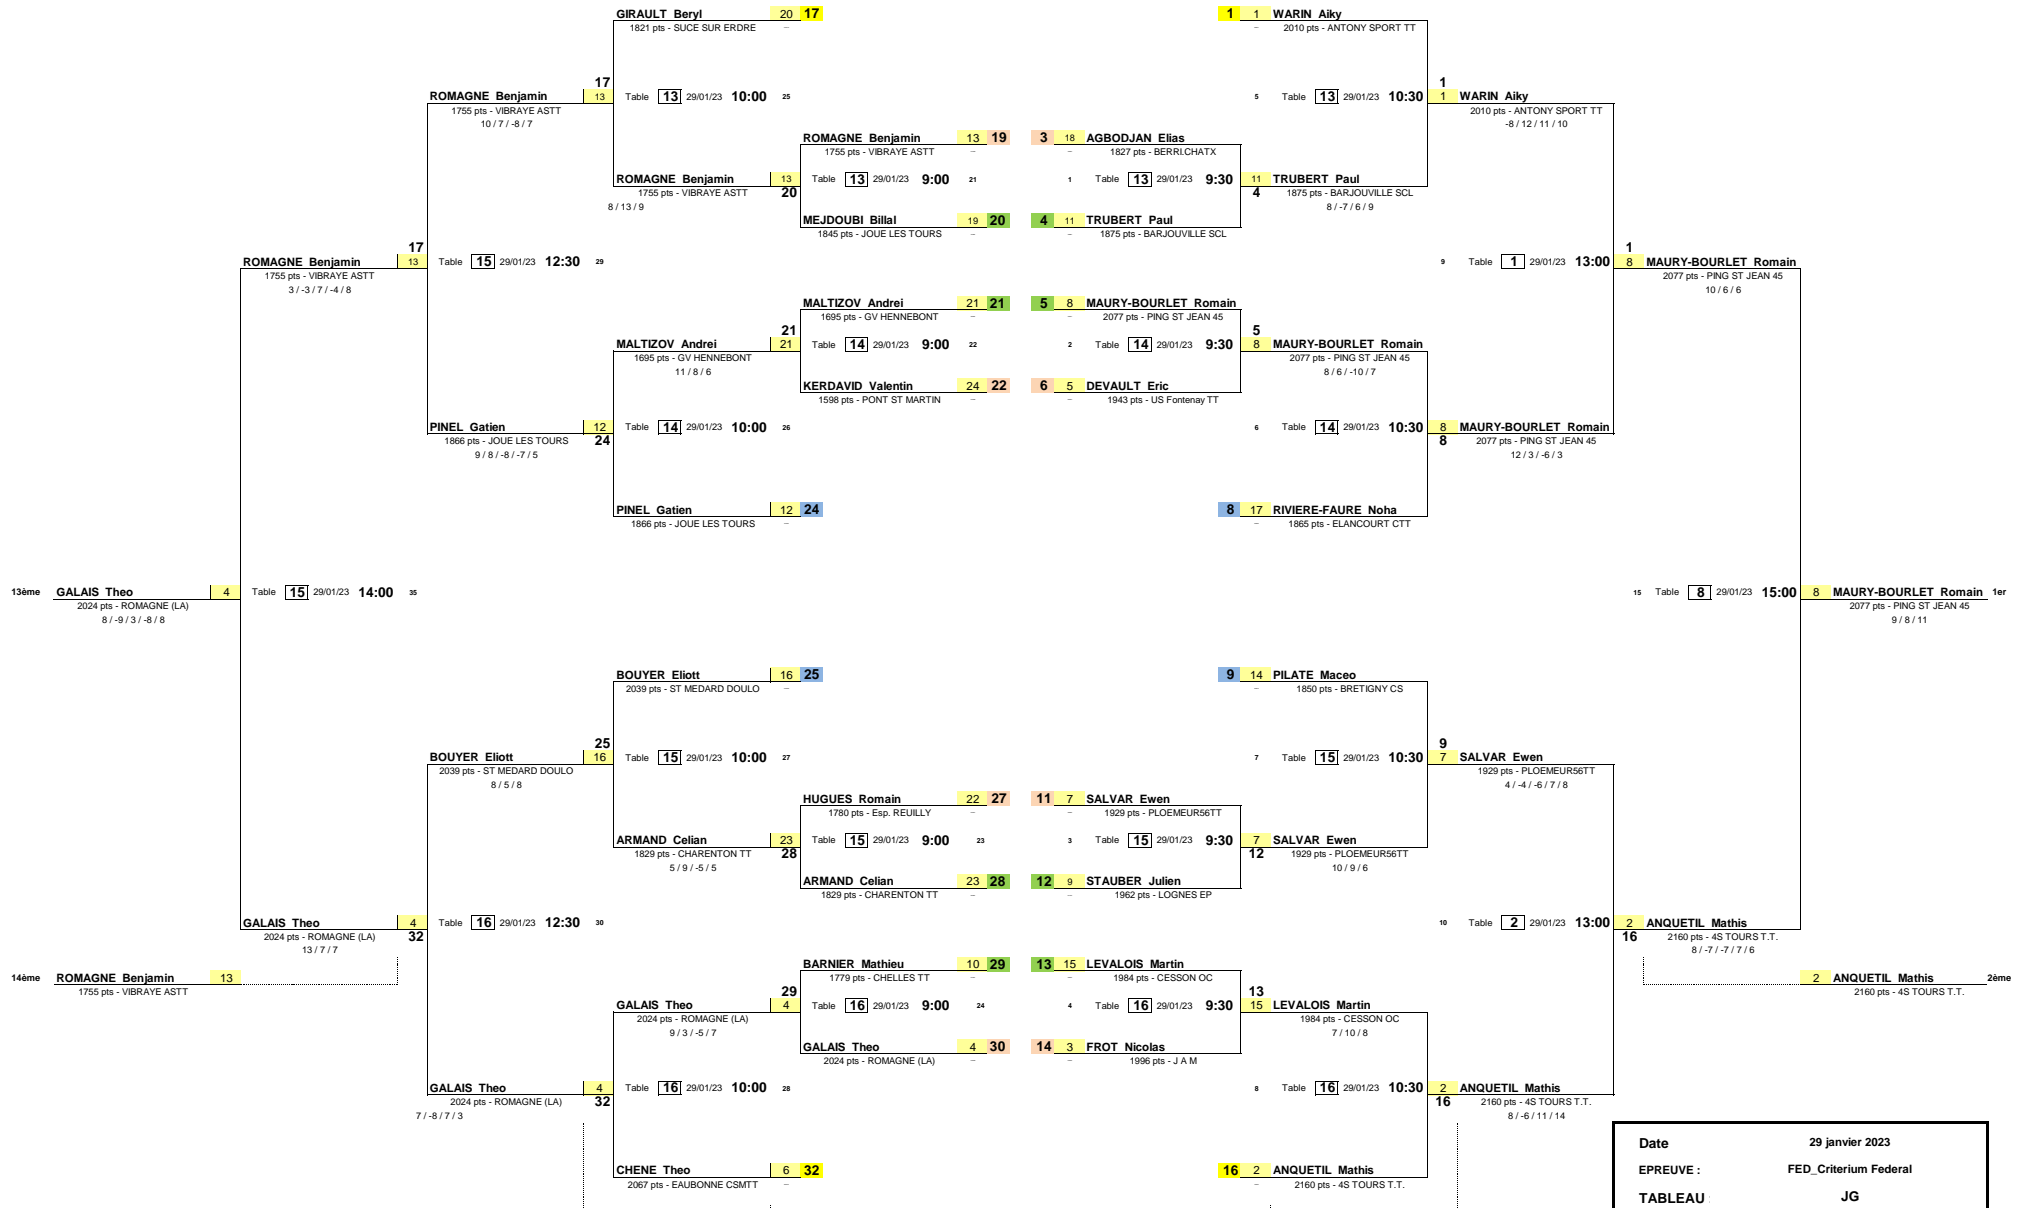 GIRAULT Beryl 20 17 1 1 WARIN Aiky
1821 pts - SUCE SUR ERDRE – – 2010 pts - ANTONY SPORT TT
17 1
ROMAGNE Benjamin 13 Table 13 29/01/23 10:00 25 5 Table 13 29/01/23 10:30 1 WARIN Aiky
1755 pts - VIBRAYE ASTT 2010 pts - ANTONY SPORT TT
10 / 7 / -8 / 7 -8 / 12 / 11 / 10
ROMAGNE Benjamin 13 19 3 18 AGBODJAN Elias
1755 pts - VIBRAYE ASTT – – 1827 pts - BERRI.CHATX
ROMAGNE Benjamin 13 Table 13 29/01/23 9:00 21 1 Table 13 29/01/23 9:30 11 TRUBERT Paul
1755 pts - VIBRAYE ASTT 20 4 1875 pts - BARJOUVILLE SCL
8 / 13 / 9 8 / -7 / 6 / 9
MEJDOUBI Billal 19 20 4 11 TRUBERT Paul
1845 pts - JOUE LES TOURS – – 1875 pts - BARJOUVILLE SCL
17 1
ROMAGNE Benjamin 13 Table 15 29/01/23 12:30 29 9 Table 1 29/01/23 13:00 8 MAURY-BOURLET Romain
1755 pts - VIBRAYE ASTT 2077 pts - PING ST JEAN 45
3 / -3 / 7 / -4 / 8 10 / 6 / 6
MALTIZOV Andrei 21 21 5 8 MAURY-BOURLET Romain
1695 pts - GV HENNEBONT – – 2077 pts - PING ST JEAN 45
21 5
MALTIZOV Andrei 21 Table 14 29/01/23 9:00 22 2 Table 14 29/01/23 9:30 8 MAURY-BOURLET Romain
1695 pts - GV HENNEBONT 2077 pts - PING ST JEAN 45
11 / 8 / 6 8 / 6 / -10 / 7
KERDAVID Valentin 24 22 6 5 DEVAULT Eric
1598 pts - PONT ST MARTIN – – 1943 pts - US Fontenay TT
PINEL Gatien 12 Table 14 29/01/23 10:00 26 6 Table 14 29/01/23 10:30 8 MAURY-BOURLET Romain
1866 pts - JOUE LES TOURS 24 8 2077 pts - PING ST JEAN 45
9 / 8 / -8 / -7 / 5 12 / 3 / -6 / 3
PINEL Gatien 12 24 8 17 RIVIERE-FAURE Noha
1866 pts - JOUE LES TOURS – – 1865 pts - ELANCOURT CTT
13ème GALAIS Theo 4 Table 15 29/01/23 14:00 35 15 Table 8 29/01/23 15:00 8 MAURY-BOURLET Romain 1er
2024 pts - ROMAGNE (LA) 2077 pts - PING ST JEAN 45
8 / -9 / 3 / -8 / 8 9 / 8 / 11
BOUYER Eliott 16 25 9 14 PILATE Maceo
2039 pts - ST MEDARD DOULO – – 1850 pts - BRETIGNY CS
25 9
BOUYER Eliott 16 Table 15 29/01/23 10:00 27 7 Table 15 29/01/23 10:30 7 SALVAR Ewen
2039 pts - ST MEDARD DOULO 1929 pts - PLOEMEUR56TT
8 / 5 / 8 4 / -4 / -6 / 7 / 8
HUGUES Romain 22 27 11 7 SALVAR Ewen
1780 pts - Esp. REUILLY – – 1929 pts - PLOEMEUR56TT
ARMAND Celian 23 Table 15 29/01/23 9:00 23 3 Table 15 29/01/23 9:30 7 SALVAR Ewen
1829 pts - CHARENTON TT 28 12 1929 pts - PLOEMEUR56TT
5 / 9 / -5 / 5 10 / 9 / 6
ARMAND Celian 23 28 12 9 STAUBER Julien
1829 pts - CHARENTON TT – – 1962 pts - LOGNES EP
GALAIS Theo 4 Table 16 29/01/23 12:30 30 10 Table 2 29/01/23 13:00 2 ANQUETIL Mathis
2024 pts - ROMAGNE (LA) 32 16 2160 pts - 4S TOURS T.T.
13 / 7 / 7 8 / -7 / -7 / 7 / 6
BARNIER Mathieu 10 29 13 15 LEVALOIS Martin
14ème ROMAGNE Benjamin 13 1779 pts - CHELLES TT – – 1984 pts - CESSON OC 2 ANQUETIL Mathis 2ème
1755 pts - VIBRAYE ASTT 29 13 2160 pts - 4S TOURS T.T.
GALAIS Theo 4 Table 16 29/01/23 9:00 24 4 Table 16 29/01/23 9:30 15 LEVALOIS Martin
2024 pts - ROMAGNE (LA) 1984 pts - CESSON OC
9 / 3 / -5 / 7 7 / 10 / 8
GALAIS Theo 4 30 14 3 FROT Nicolas
2024 pts - ROMAGNE (LA) – – 1996 pts - J A M
GALAIS Theo 4 Table 16 29/01/23 10:00 28 8 Table 16 29/01/23 10:30 2 ANQUETIL Mathis
2024 pts - ROMAGNE (LA) 32 16 2160 pts - 4S TOURS T.T.
7 / -8 / 7 / 3 8 / -6 / 11 / 14
CHENE Theo 6 32 16 2 ANQUETIL Mathis
2067 pts - EAUBONNE CSMTT – – 2160 pts - 4S TOURS T.T.
Date 29 janvier 2023
EPREUVE : FED_Criterium Federal
TABLEAU : JG